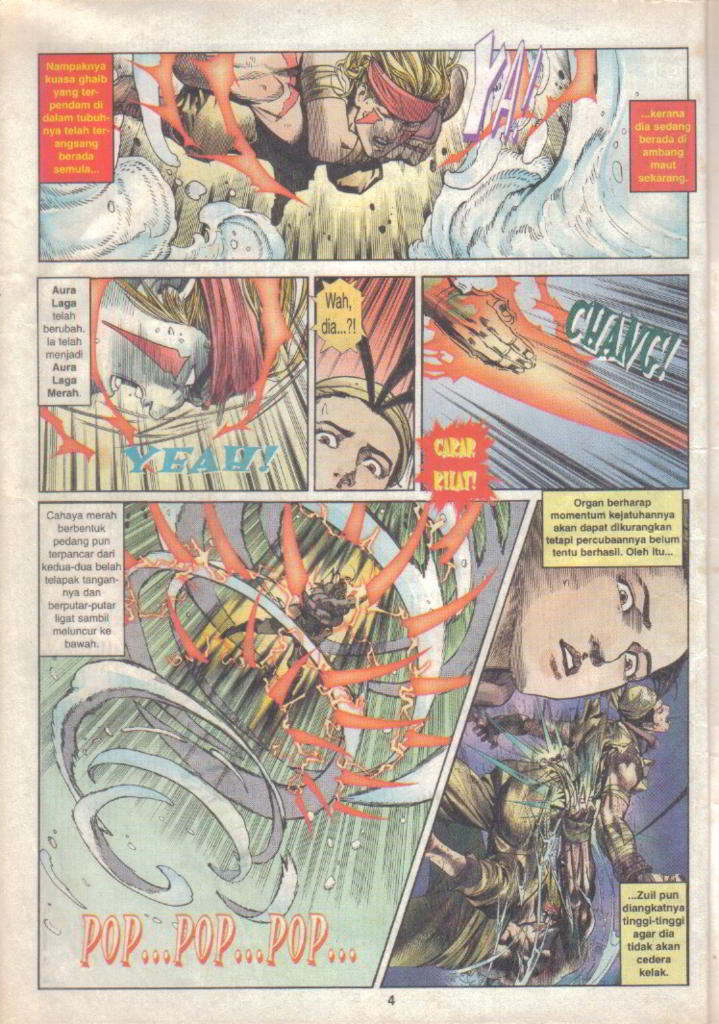 Nampaknya
kuasa ghaib
yang ter-
pendam di
dalam tubuh-
nya telah ter-
angsang
berada
semula...
YA!
...kerana
dia sedang
berada di
ambang
maut
sekarang.
Aura
Laga
telah
berubah.
Ia telah
menjadi
Aura
Laga
Merah.
YEAH!
Wah,
dia...?!
CHANG!
CAKAR
KILAT!
Cahaya merah
berbentuk
pedang pun
terpancar dari
kedua-dua belah
telapak tangan-
nya dan
berputar-putar
ligat sambil
meluncur ke
bawah.
POP...POP...POP...
Organ berharap
momentum kejatuhannya
akan dapat dikurangkan
tetapi percubaannya belum
tentu berhasil. Oleh itu...
...Zuil pun
diangkatnya
tinggi-tinggi
agar dia
tidak akan
cedera
kelak.
4